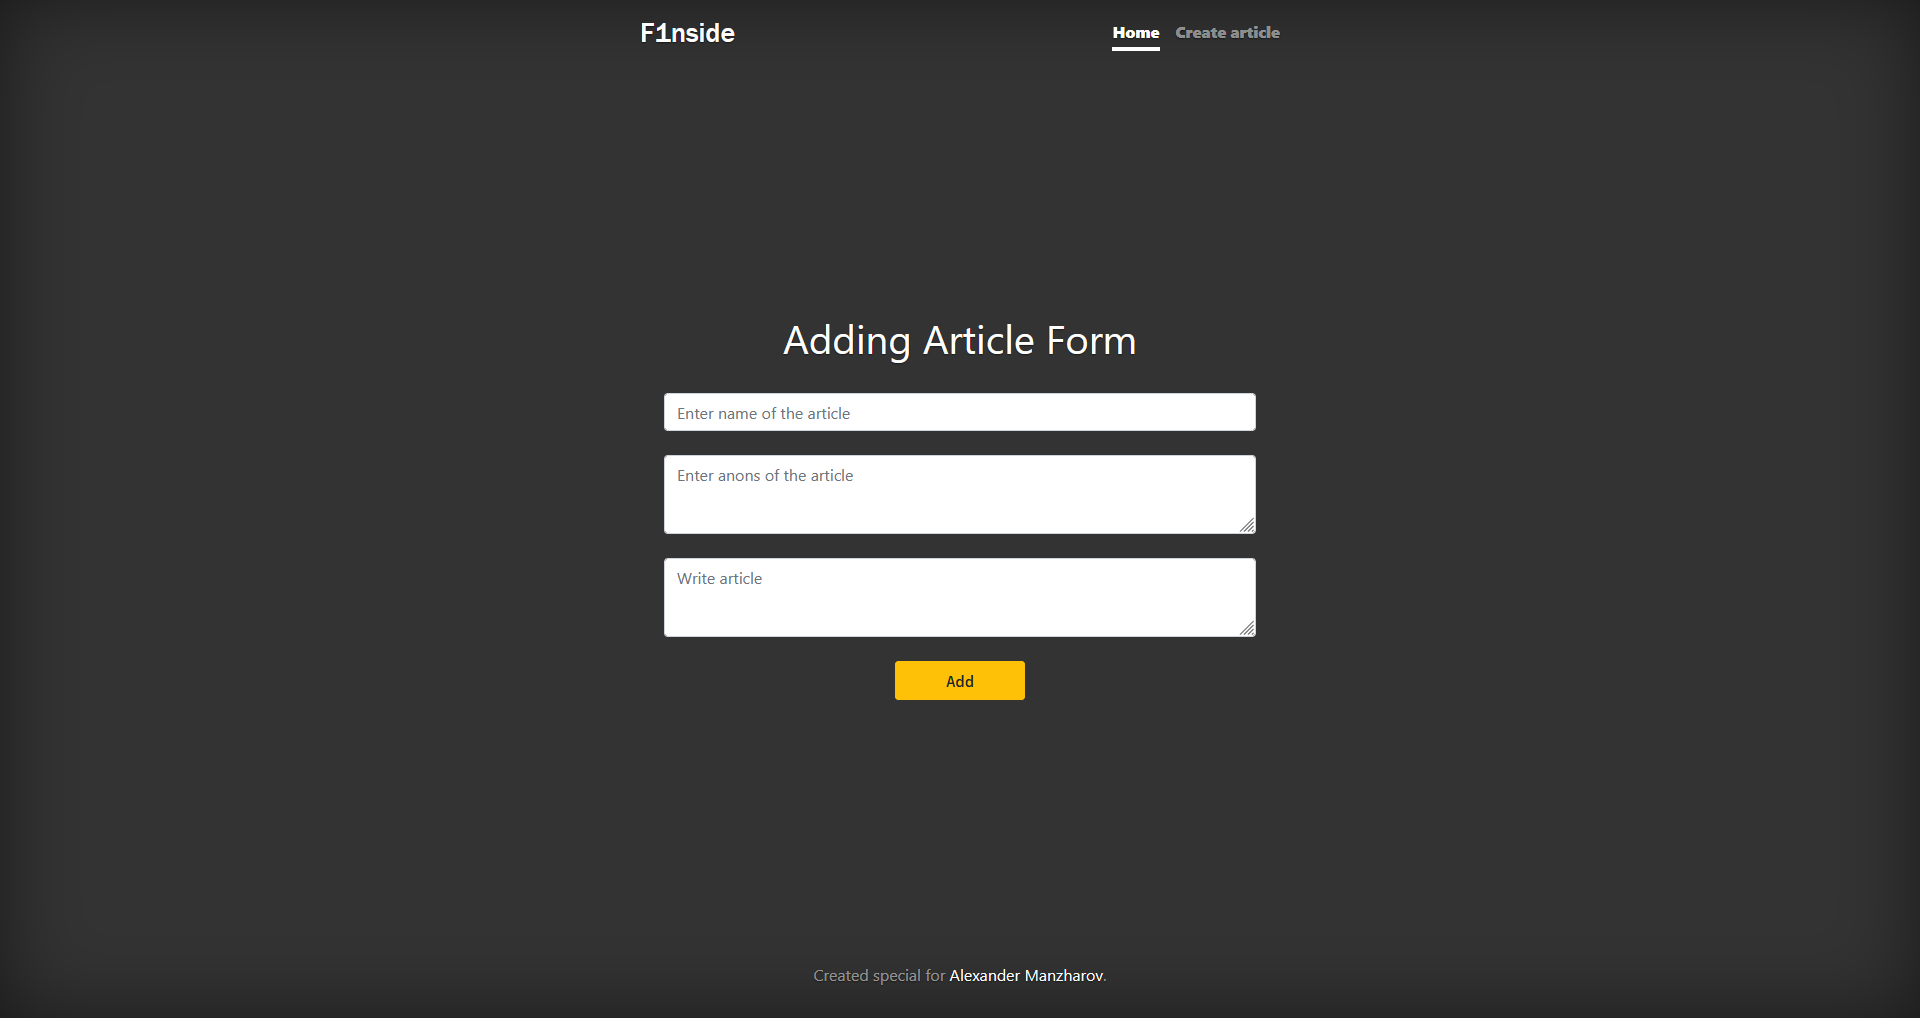 F1nside
Home Create article
Adding Article Form
Enter name of the article
Enter anons of the article
Write article
Add
Created special for Alexander Manzharov.